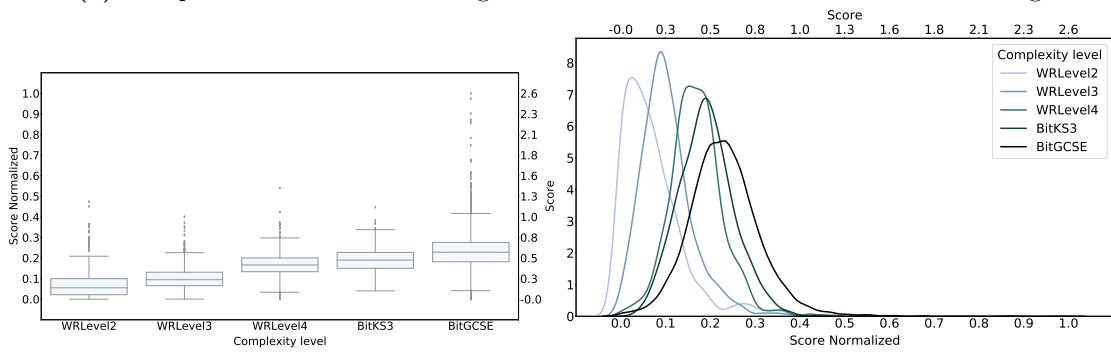 Score
-0.0 0.3 0.5 0.8 1.0 1.3 1.6 1.8 2.1 2.3 2.6
Score Normalized
1.0
0.9
0.8
0.7
0.6
0.5
0.4
0.3
0.2
0.1
0.0
2.6
2.3
2.1
1.8
1.6
1.3
1.0
0.8
0.5
0.3
-0.0
Score
WRLevel2 WRLevel3 WRLevel4 BitKS3 BitGCSE
Complexity level
8
7
6
5
4
3
2
1
0
Complexity level
WRLevel2
WRLevel3
WRLevel4
BitKS3
BitGCSE
0.0 0.1 0.2 0.3 0.4 0.5 0.6 0.7 0.8 0.9 1.0
Score Normalized